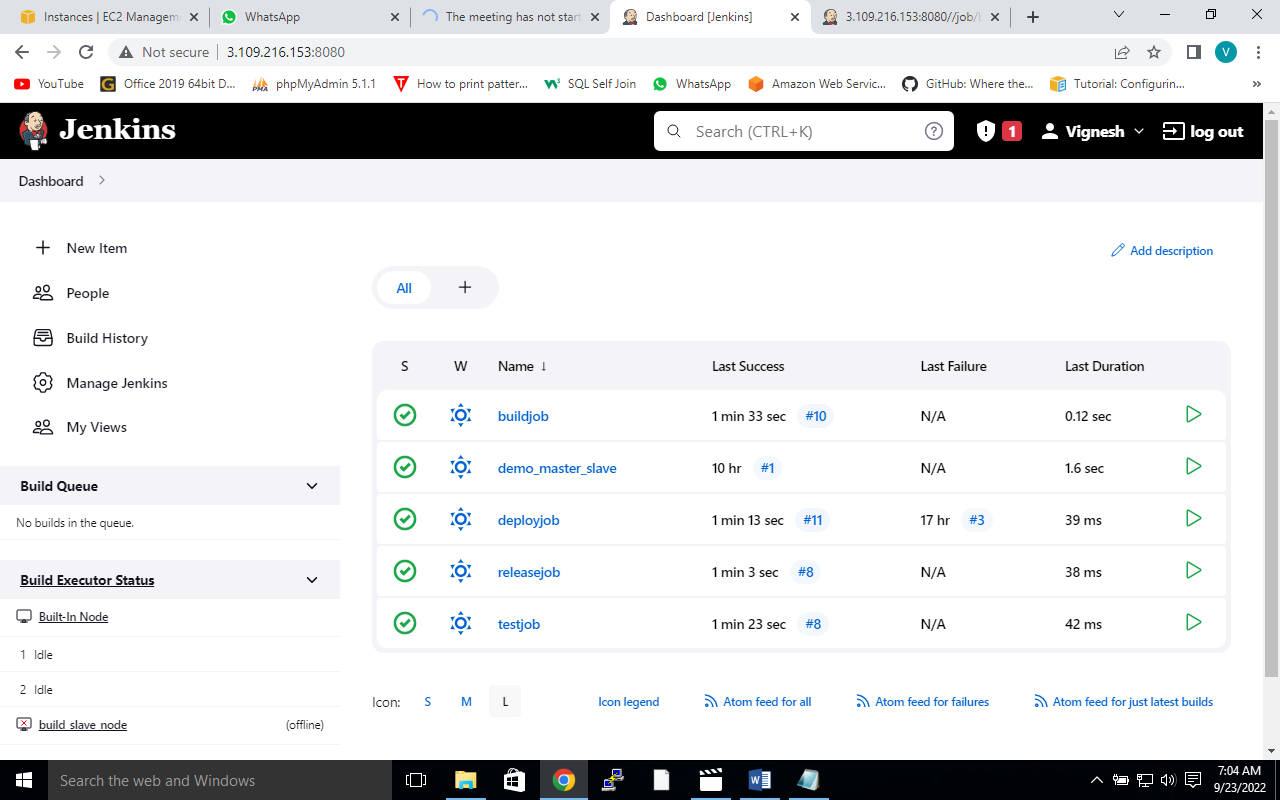 Instances | EC2 Managem
WhatsApp
The meeting has not start
Dashboard [Jenkins]
3.109.216.153:8080//job/
Not secure
3.109.216.153:8080
V
YouTube
Office 2019 64bit D...
phpMyAdmin 5.1.1
How to print patter...
SQL Self Join
WhatsApp
Amazon Web Servic...
GitHub: Where the...
Tutorial: Configurin...
»
Jenkins
Search (CTRL+K)
1
Vignesh
log out
Dashboard
New Item
People
Build History
Manage Jenkins
My Views
Build Queue
No builds in the queue.
Build Executor Status
Built-In Node
1 Idle
2 Idle
build_slave_node (offline)
Add description
All +
S W Name ↓ Last Success Last Failure Last Duration
buildjob 1 min 33 sec #10 N/A 0.12 sec
demo_master_slave 10 hr #1 N/A 1.6 sec
deployjob 1 min 13 sec #11 17 hr #3 39 ms
releasejob 1 min 3 sec #8 N/A 38 ms
testjob 1 min 23 sec #8 N/A 42 ms
Icon: S M L
Icon legend
Atom feed for all
Atom feed for failures
Atom feed for just latest builds
Search the web and Windows
7:04 AM
9/23/2022